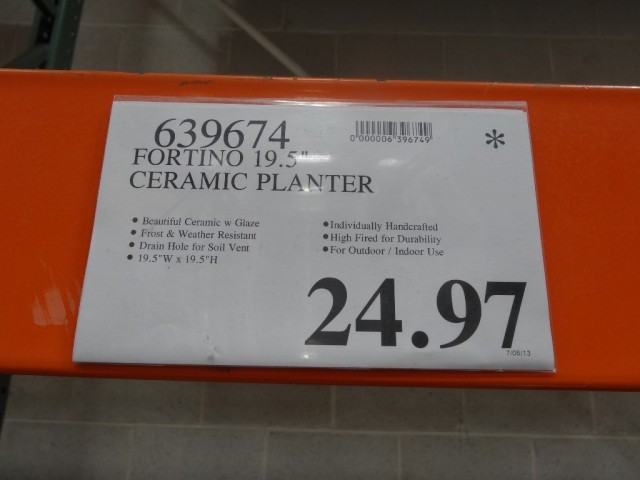 639674
0"000006"396749"
*
FORTINO 19.5"
CERAMIC PLANTER
• Beautiful Ceramic w Glaze
• Frost & Weather Resistant
• Drain Hole for Soil Vent
• 19.5"W x 19.5"H
• Individually Handcrafted
• High Fired for Durability
• For Outdoor / Indoor Use
24.97
7/06/13